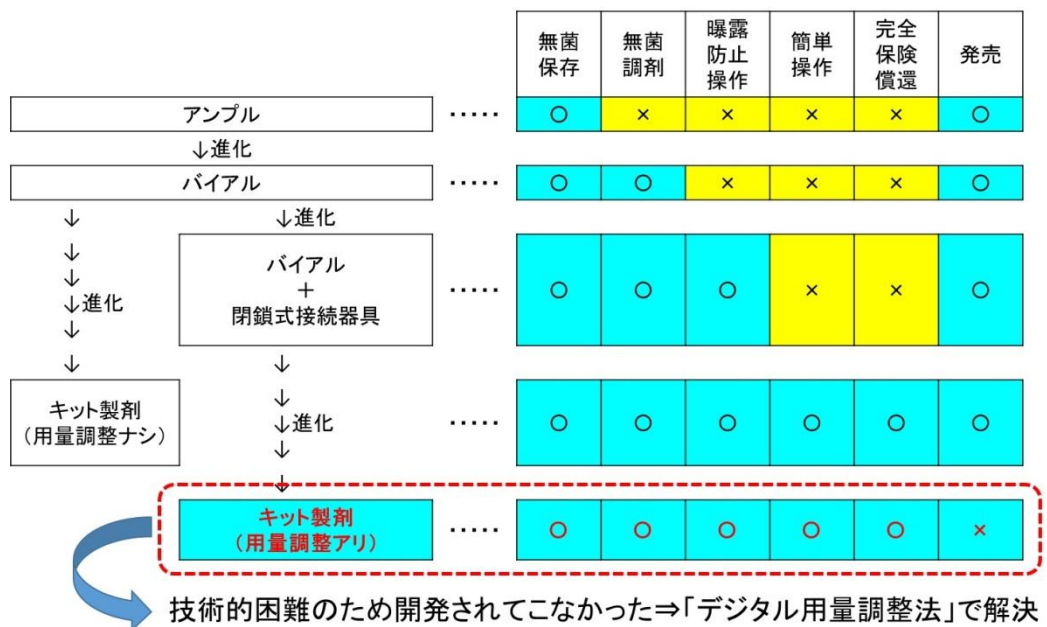 無菌
保存
無菌
調剤
曝露
防止
操作
簡単
操作
完全
保険
償還
発売
アンプル ····· ○ × × × × ○
↓進化
バイアル ····· ○ ○ × × × ○
↓ ↓進化
↓
↓
↓進化
↓
↓
バイアル
+
閉鎖式接続器具
····· ○ ○ ○ × × ○
↓
↓
↓進化
↓
↓
キット製剤
(用量調整ナシ)
····· ○ ○ ○ ○ ○ ○
キット製剤
(用量調整アリ)
····· ○ ○ ○ ○ ○ ×
技術的困難のため開発されてこなかった⇒「デジタル用量調整法」で解決